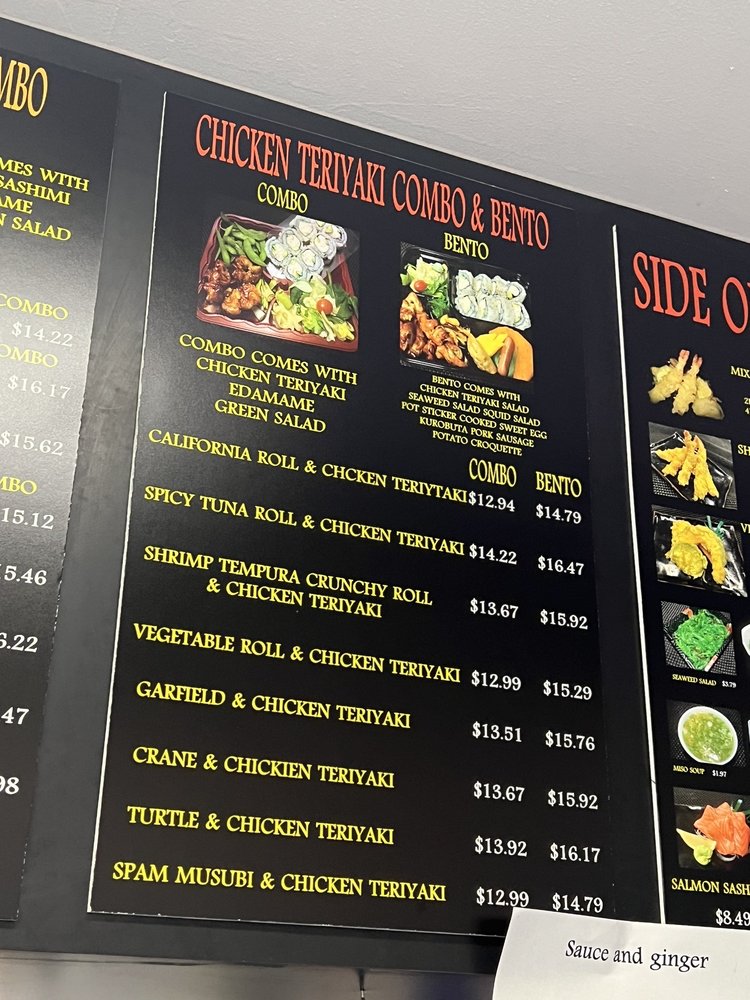 COMBO
SASHIMI
SALAD
COMBO
$14.22
$16.17
$15.62
15.12
5.46
6.22
47
98
CHICKEN TERIYAKI COMBO & BENTO
COMBO
BENTO
COMBO COMES WITH
CHICKEN TERIYAKI
EDAMAME
GREEN SALAD
BENTO COMES WITH
CHICKEN TERIYAKI SALAD
SEAWEED SALAD SQUID SALAD
POT STICKER COOKED SWEET EGG
KUROBUTA PORK SAUSAGE
POTATO CROQUETTE
COMBO BENTO
CALIFORNIA ROLL & CHCKEN TERIYTAKI $12.94 $14.79
SPICY TUNA ROLL & CHICKEN TERIYAKI $14.22 $16.47
SHRIMP TEMPURA CRUNCHY ROLL
& CHICKEN TERIYAKI $13.67 $15.92
VEGETABLE ROLL & CHICKEN TERIYAKI $12.99 $15.29
GARFIELD & CHICKEN TERIYAKI $13.51 $15.76
CRANE & CHICKIEN TERIYAKI $13.67 $15.92
TURTLE & CHICKEN TERIYAKI $13.92 $16.17
SPAM MUSUBI & CHICKEN TERIYAKI $12.99 $14.79
SIDE
SEAWEED SALAD $3.79
MISO SOUP $1.97
SALMON SASH
$8.49
Sauce and ginger